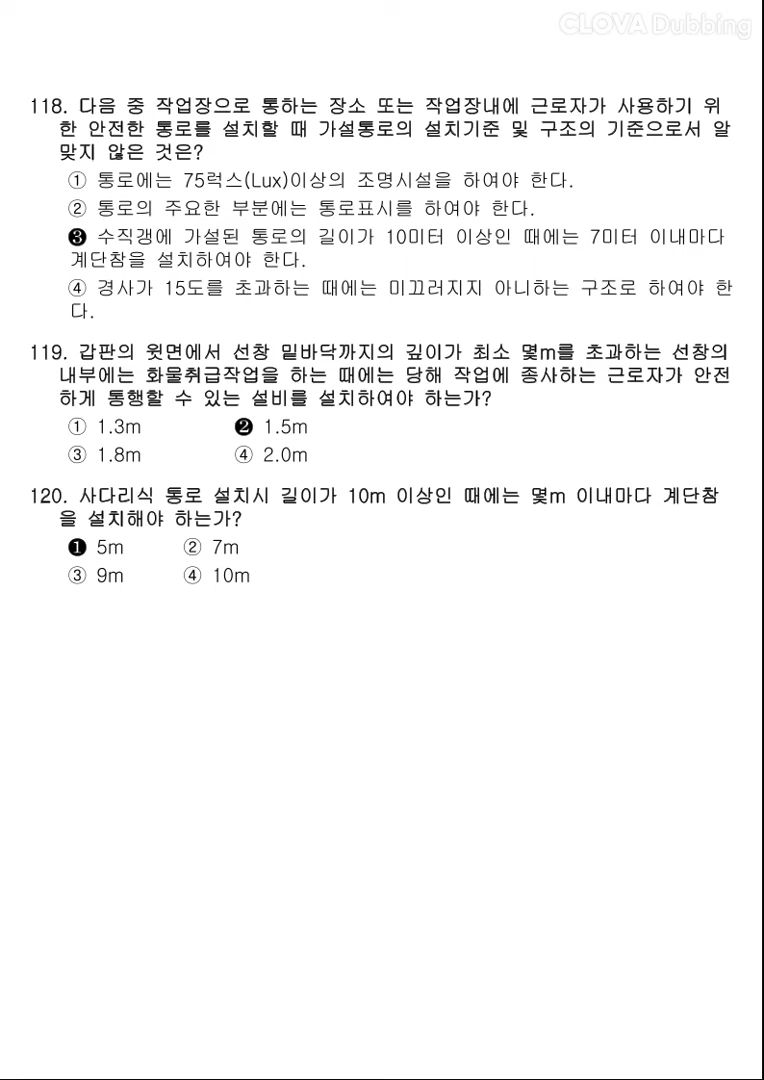 CLOVA Dubbing
118. 다음 중 작업장으로 통하는 장소 또는 작업장내에 근로자가 사용하기 위
한 안전한 통로를 설치할 때 가설통로의 설치기준 및 구조의 기준으로서 알
맞지 않은 것은?
① 통로에는 75럭스(Lux)이상의 조명시설을 하여야 한다.
② 통로의 주요한 부분에는 통로표시를 하여야 한다.
❸ 수직갱에 가설된 통로의 길이가 10미터 이상인 때에는 7미터 이내마다
계단참을 설치하여야 한다.
④ 경사가 15도를 초과하는 때에는 미끄러지지 아니하는 구조로 하여야 한
다.
119. 갑판의 윗면에서 선창 밑바닥까지의 깊이가 최소 몇m를 초과하는 선창의
내부에는 화물취급작업을 하는 때에는 당해 작업에 종사하는 근로자가 안전
하게 통행할 수 있는 설비를 설치하여야 하는가?
① 1.3m ❷ 1.5m
③ 1.8m ④ 2.0m
120. 사다리식 통로 설치시 길이가 10m 이상인 때에는 몇m 이내마다 계단참
을 설치해야 하는가?
❶ 5m ② 7m
③ 9m ④ 10m